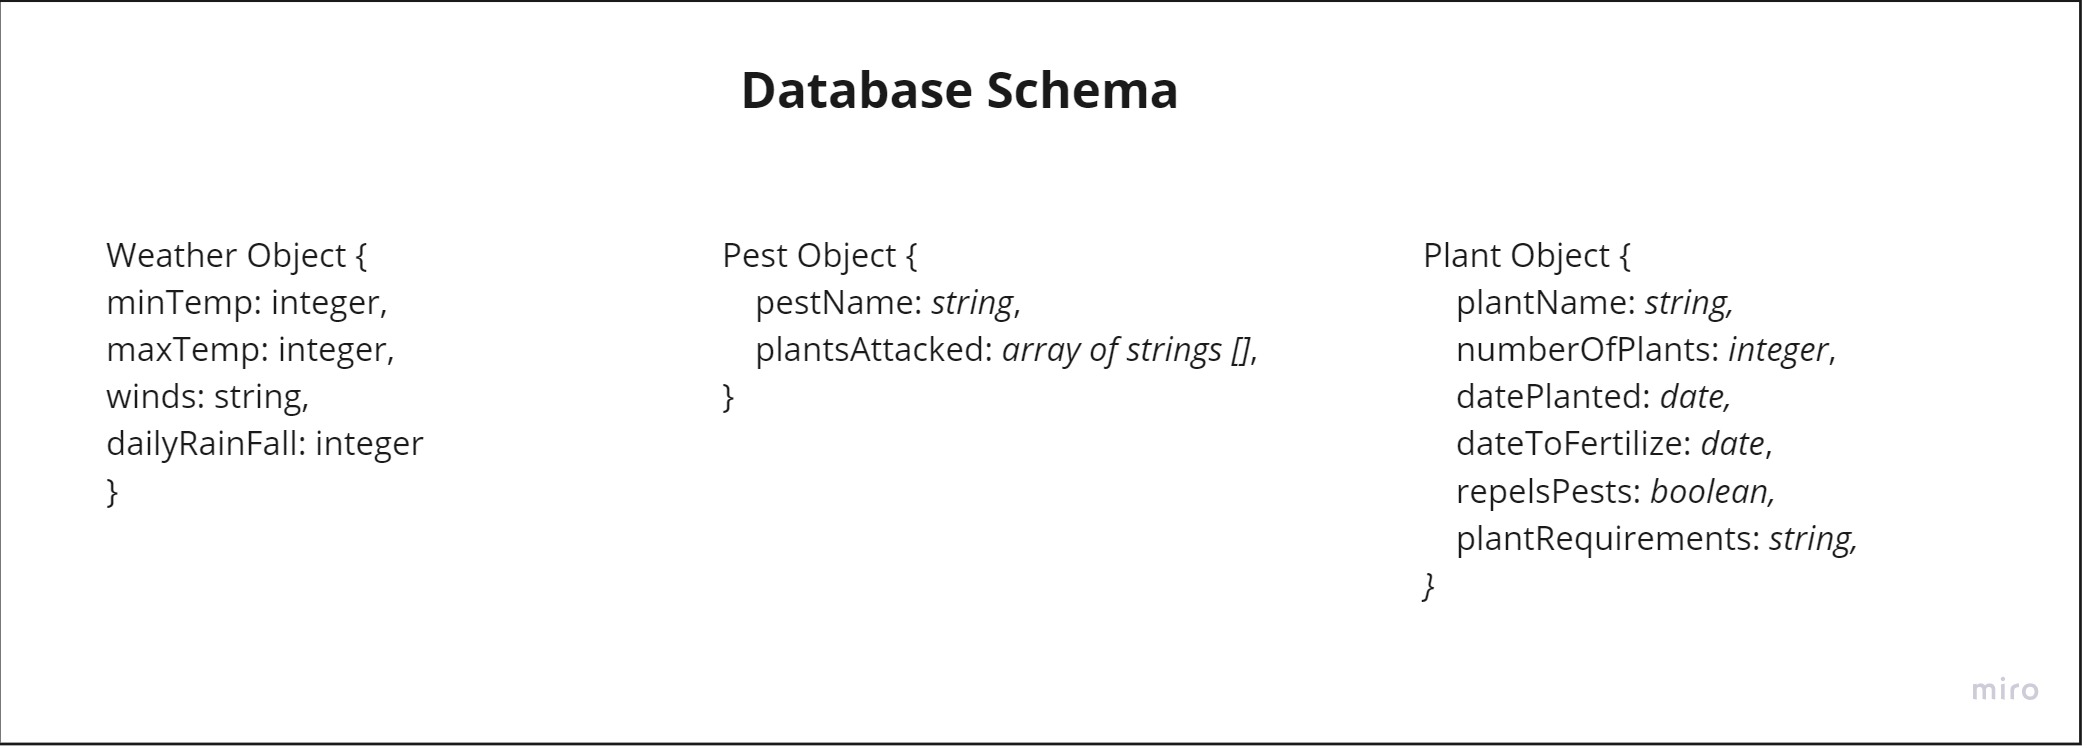 Database Schema
Weather Object {
minTemp: integer,
maxTemp: integer,
winds: string,
dailyRainFall: integer
}
Pest Object {
pestName: string,
plantsAttacked: array of strings [],
}
Plant Object {
plantName: string,
numberOfPlants: integer,
datePlanted: date,
dateToFertilize: date,
repelsPests: boolean,
plantRequirements: string,
}
miro